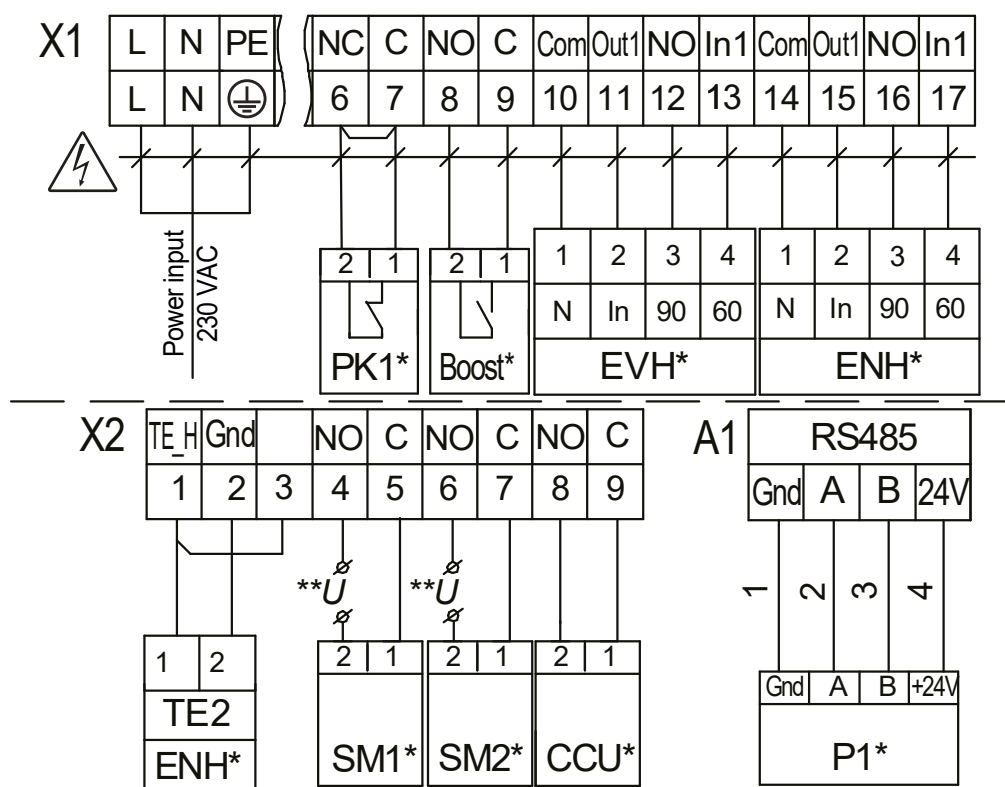 X1
L N PE NC C NO C Com Out1 NO In1 Com Out1 NO In1
L N 6 7 8 9 10 11 12 13 14 15 16 17
Power input
230 VAC
2 1
PK1*
2 1
Boost*
1 2 3 4
N In 90 60
EVH*
1 2 3 4
N In 90 60
ENH*
X2
TE_H Gnd NO C NO C NO C
1 2 3 4 5 6 7 8 9
**U
**U
1 2
TE2
ENH*
2 1
SM1*
2 1
SM2*
2 1
CCU*
A1
RS485
Gnd A B 24V
1 2 3 4
Gnd A B +24V
P1*